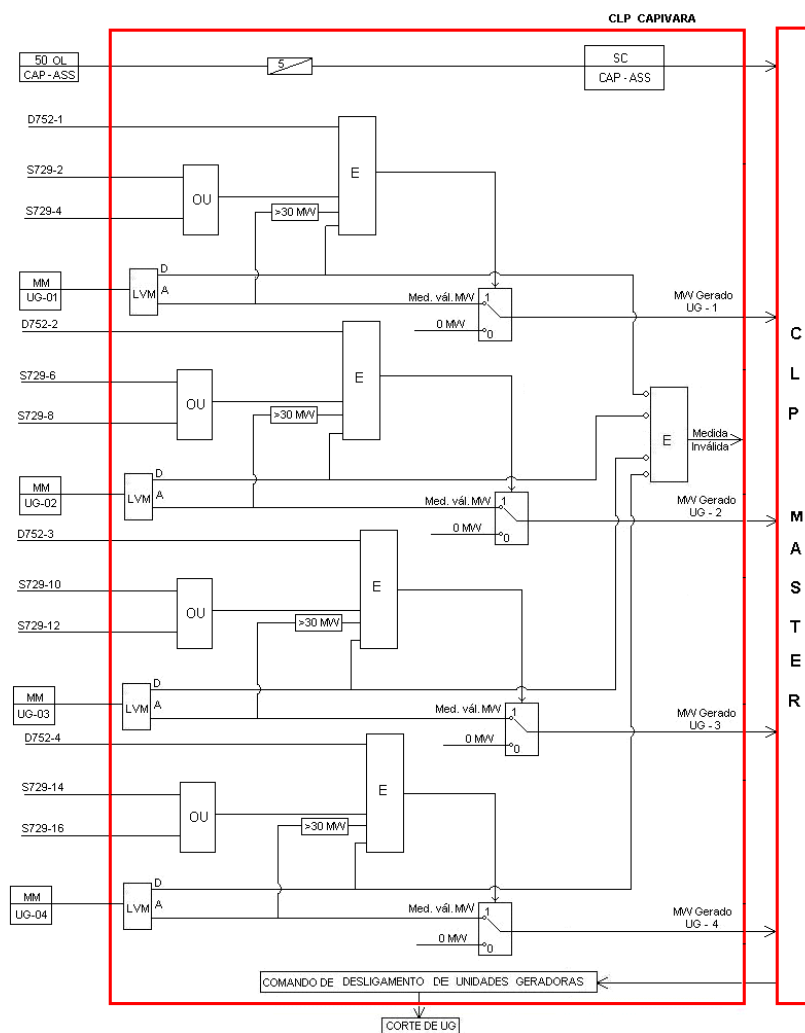 CLP CAPIVARA
50 OL
CAP - ASS
5
SC
CAP - ASS
D752-1
E
S729-2
OU
S729-4
>30 MW
MM
UG-01
LVM
D
A
Med. vál. MW
1
0 MW
0
MW Gerado
UG - 1
D752-2
E
S729-6
OU
S729-8
>30 MW
MM
UG-02
LVM
D
A
Med. vál. MW
1
0 MW
0
MW Gerado
UG - 2
E
Medida
Inválida
D752-3
E
S729-10
OU
S729-12
>30 MW
MM
UG-03
LVM
D
A
Med. vál. MW
1
0 MW
0
MW Gerado
UG - 3
D752-4
E
S729-14
OU
S729-16
>30 MW
MM
UG-04
LVM
D
A
Med. vál. MW
1
0 MW
0
MW Gerado
UG - 4
COMANDO DE DESLIGAMENTO DE UNIDADES GERADORAS
CORTE DE UG
CLP MASTER